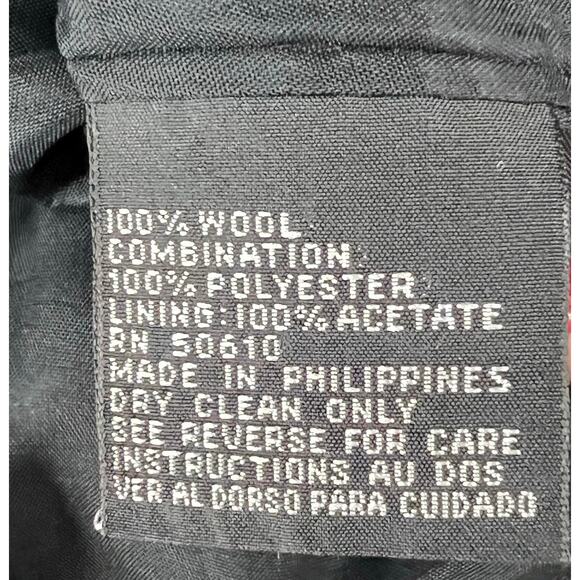 100% WOOL
COMBINATION
100% POLYESTER
LINING: 100% ACETATE
RN 50610
MADE IN PHILIPPINES
DRY CLEAN ONLY
SEE REVERSE FOR CARE
INSTRUCTIONS AU DOS
VER AL DORSO PARA CUIDADO